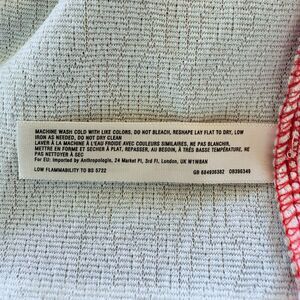 MACHINE WASH COLD WITH LIKE COLORS, DO NOT BLEACH, RESHAPE LAY FLAT TO DRY, LOW
IRON AS NEEDED, DO NOT DRY CLEAN
LAVER À LA MACHINE À L'EAU FROIDE AVEC COULEURS SIMILAIRES, NE PAS BLANCHIR,
METTRE EN FORME ET SÉCHER À PLAT, REPASSER, AU BESOIN, À TRÈS BASSE TEMPÉRATURE, NE
PAS NETTOYER À SEC
For EU: Imported by Anthropologie, 24 Market Pl, 3rd Fl, London, UK W1W8AN
LOW FLAMMABILITY TO BS 5722
GB 684936382 OB396349